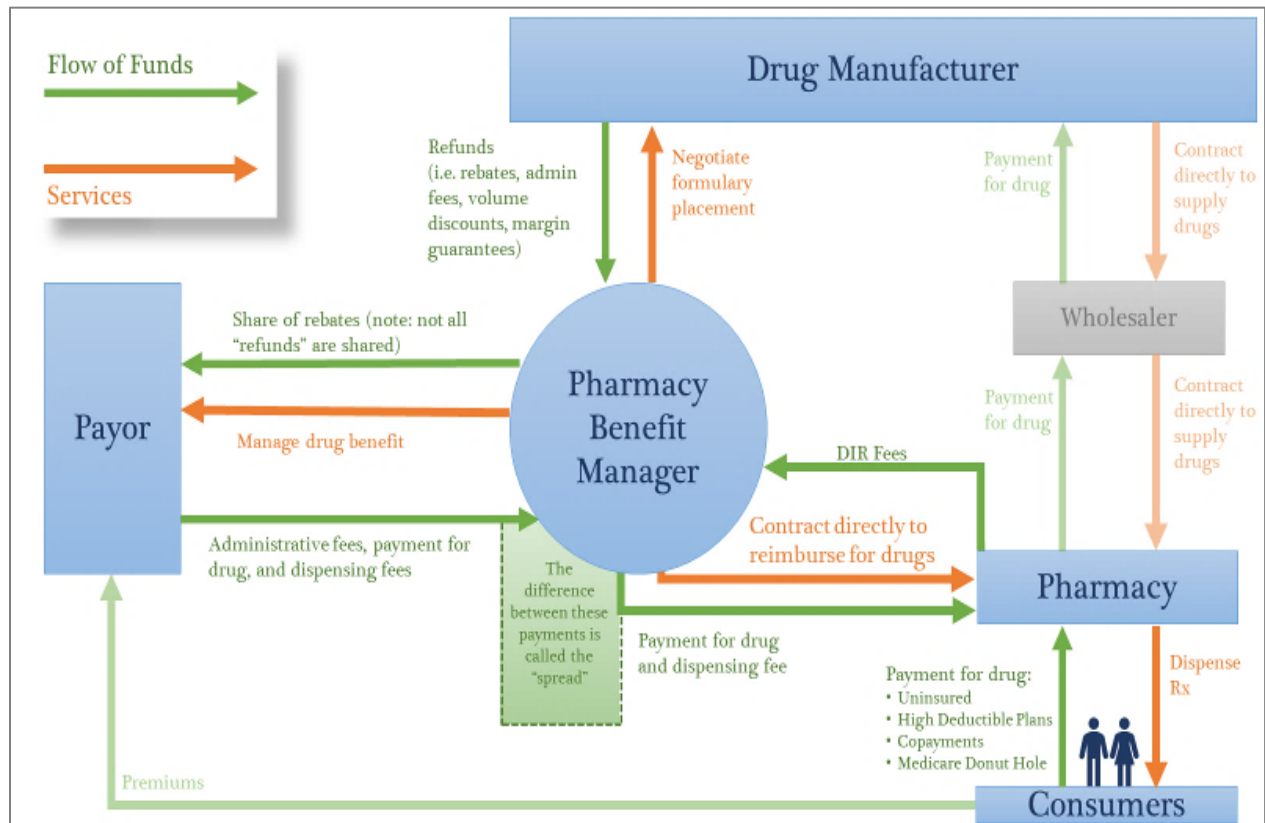 Flow of Funds
Services
Drug Manufacturer
Refunds
(i.e. rebates, admin
fees, volume
discounts, margin
guarantees)
Negotiate
formulary
placement
Payment
for drug
Contract
directly to
supply
drugs
Wholesaler
Payor
Share of rebates (note: not all
“refunds” are shared)
Manage drug benefit
Pharmacy
Benefit
Manager
Payment
for drug
Contract
directly to
supply
drugs
DIR Fees
Administrative fees, payment for
drug, and dispensing fees
Contract directly to
reimburse for drugs
The
difference
between these
payments is
called the
“spread”
Payment for drug
and dispensing fee
Pharmacy
Payment for drug:
• Uninsured
• High Deductible Plans
• Copayments
• Medicare Donut Hole
Dispense
Rx
Premiums
Consumers